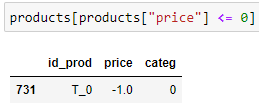 products[products["price"] <= 0]
id_prod price categ
731 T_0 -1.0 0